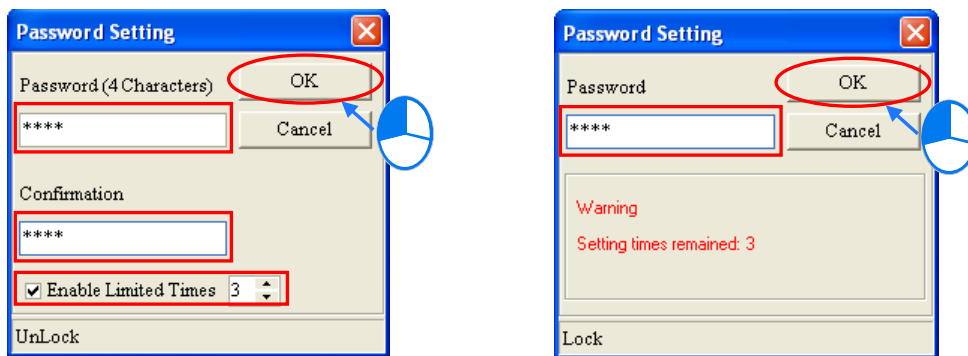 Password Setting
Password (4 Characters)
OK
****
Cancel
Confirmation
****
Enable Limited Times 3
UnLock
Password Setting
Password
OK
****
Cancel
Warning
Setting times remained: 3
Lock